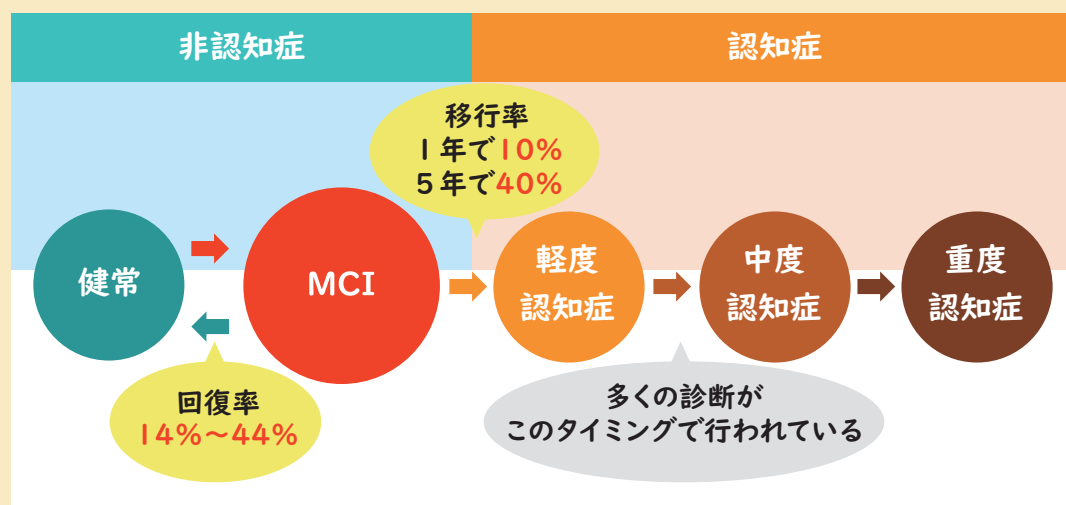 非認知症
認知症
移行率
1年で10%
5年で40%
健常
MCI
軽度
認知症
中度
認知症
重度
認知症
回復率
14%～44%
多くの診断が
このタイミングで行われている